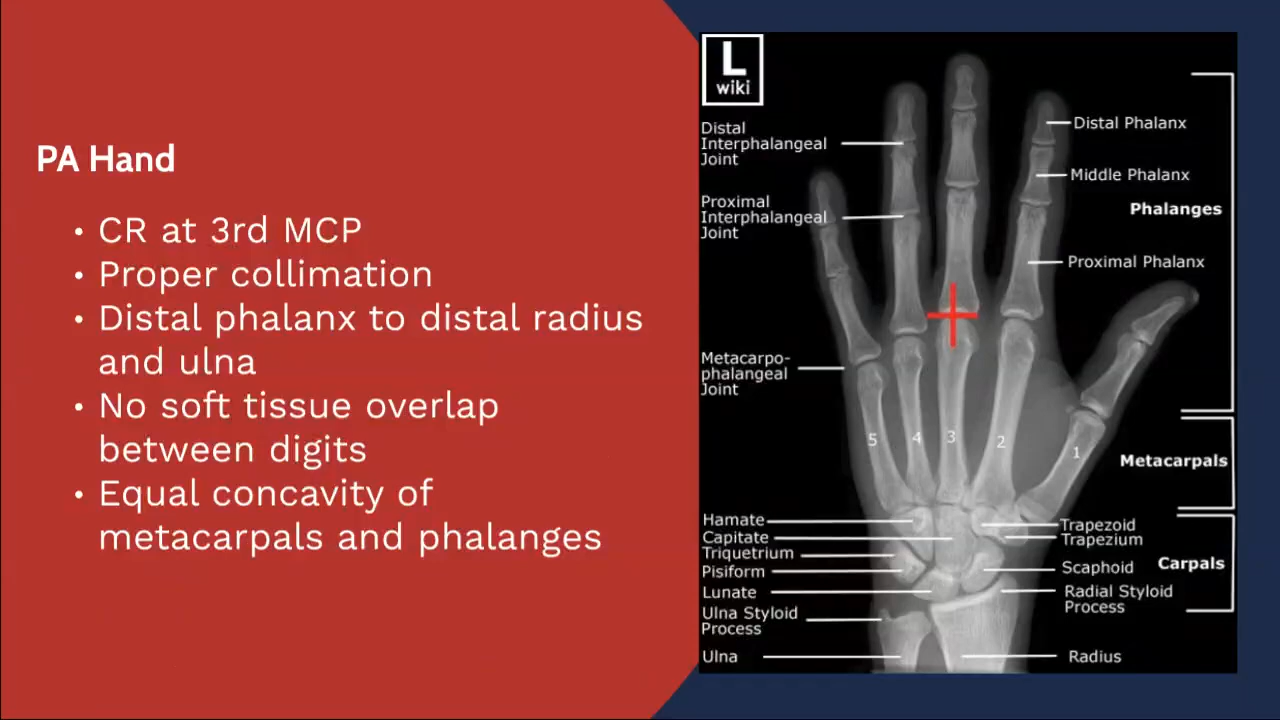 PA Hand
• CR at 3rd MCP
• Proper collimation
• Distal phalanx to distal radius
and ulna
• No soft tissue overlap
between digits
• Equal concavity of
metacarpals and phalanges
L
wiki
Distal
Interphalangeal
Joint
Proximal
Interphalangeal
Joint
Metacarpo-
phalangeal
Joint
Hamate
Capitate
Triquetrium
Pisiform
Lunate
Ulna Styloid
Process
Ulna
5
4
3
2
1
Distal Phalanx
Middle Phalanx
Phalanges
Proximal Phalanx
Metacarpals
Trapezoid
Trapezium
Scaphoid
Carpals
Radial Styloid
Process
Radius